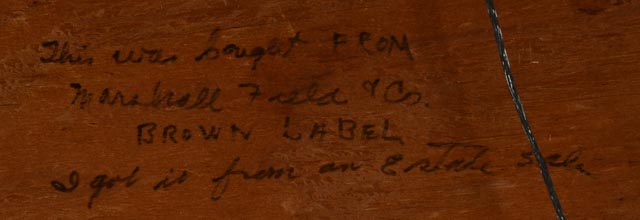 This was bought FROM
Marshall Field & Co.
BROWN LABEL
I got it from an Estate Sale